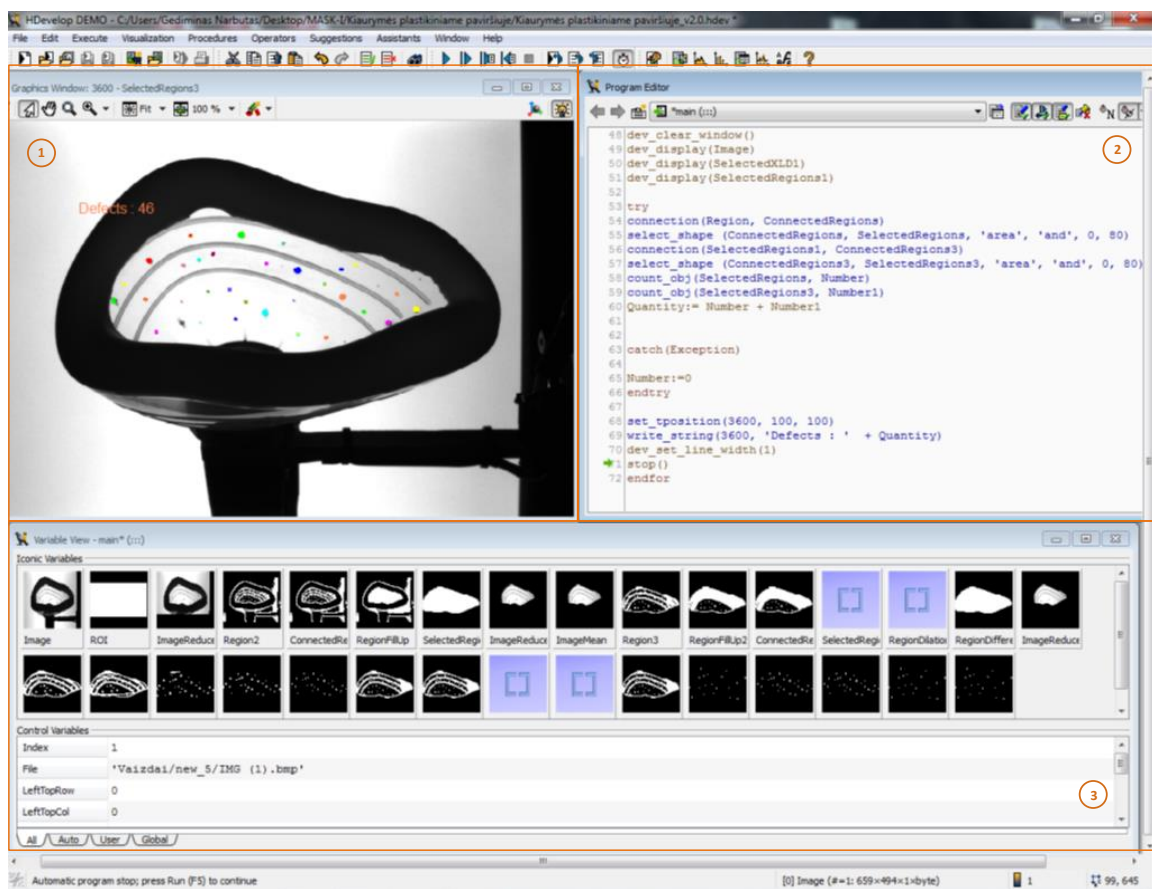 HDevelop DEMO - C:/Users/Gediminas Narbutas/Desktop/MASK-I/Kiaurymės plastikiniame paviršiuje/Kiaurymės plastikiniame paviršiuje_v2.0.hdev *
File Edit Execute Visualization Procedures Operators Suggestions Assistants Window Help
Graphics Window: 3600 - SelectedRegions3
Fit 100 %
1
Defects : 46
Program Editor
*main (:::)
2
48 dev_clear_window()
49 dev_display(Image)
50 dev_display(SelectedXLD1)
51 dev_display(SelectedRegions1)
52
53 try
54 connection(Region, ConnectedRegions)
55 select_shape (ConnectedRegions, SelectedRegions, 'area', 'and', 0, 80)
56 connection(SelectedRegions1, ConnectedRegions3)
57 select_shape (ConnectedRegions3, SelectedRegions3, 'area', 'and', 0, 80)
58 count_obj(SelectedRegions, Number)
59 count_obj(SelectedRegions3, Number1)
60 Quantity:= Number + Number1
61
62
63 catch(Exception)
64
65 Number:=0
66 endtry
67
68 set_tposition(3600, 100, 100)
69 write_string(3600, 'Defects : ' + Quantity)
70 dev_set_line_width(1)
1 stop()
72 endfor
Variable View - main* (:::)
Iconic Variables
Image ROI ImageReduce Region2 ConnectedRe RegionFillUp SelectedRegi ImageReduce ImageMean Region3 RegionFillUp2 ConnectedRe SelectedRegi RegionDilatio RegionDiffere ImageReduce
Control Variables
Index 1
File 'Vaizdai/new_5/IMG (1).bmp'
LeftTopRow 0
LeftTopCol 0
3
All Auto User Global
Automatic program stop; press Run (F5) to continue [0] Image (#=1: 659×494×1×byte) 1 99, 645